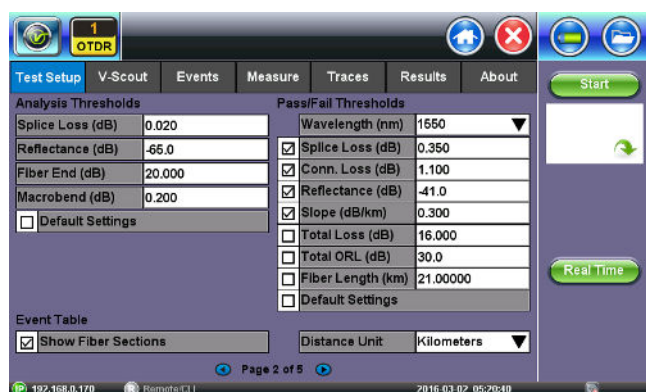 1
OTDR
Test Setup V-Scout Events Measure Traces Results About
Start
Analysis Thresholds
Splice Loss (dB) 0.020
Reflectance (dB) -65.0
Fiber End (dB) 20.000
Macrobend (dB) 0.200
Default Settings
Pass/Fail Thresholds
Wavelength (nm) 1550
Splice Loss (dB) 0.350
Conn. Loss (dB) 1.100
Reflectance (dB) -41.0
Slope (dB/km) 0.300
Total Loss (dB) 16.000
Total ORL (dB) 30.0
Fiber Length (km) 21.00000
Default Settings
Real Time
Event Table
Show Fiber Sections
Distance Unit Kilometers
Page 2 of 5
IP 192.168.0.170 R Remote/CLI 2016-03-02 05:20:40